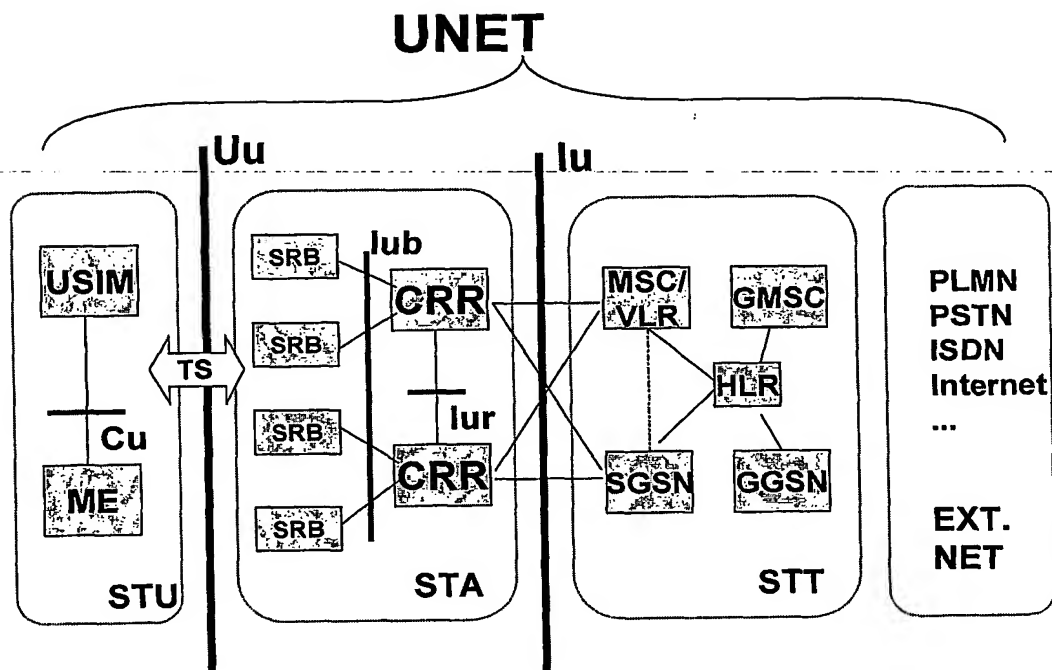 UNET
Uu
Iu
USIM
TS
Cu
ME
STU
SRB
Iub
CRR
SRB
Iur
SRB
CRR
SRB
STA
MSC/
VLR
GMSC
HLR
SGSN
GGSN
STT
PLMN
PSTN
ISDN
Internet
...
EXT.
NET